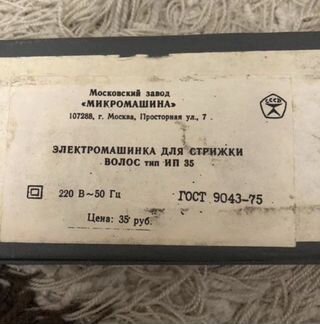 Московский завод
«МИКРОМАШИНА»
107288, г. Москва, Просторная ул., 7
СССР
ЭЛЕКТРОМАШИНКА ДЛЯ СТРИЖКИ
ВОЛОС тип ИП 35
220 В~50 Гц
ГОСТ 9043-75
Цена: 35 руб.